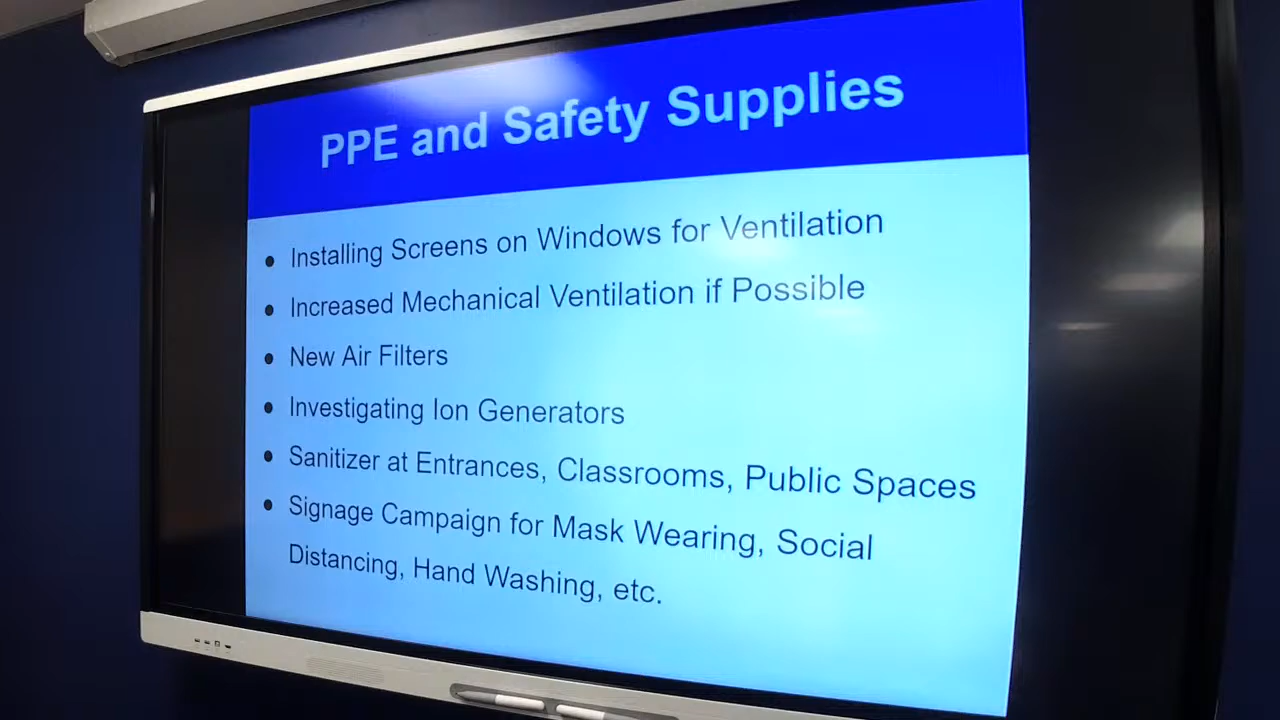 PPE and Safety Supplies
• Installing Screens on Windows for Ventilation
• Increased Mechanical Ventilation if Possible
• New Air Filters
• Investigating Ion Generators
• Sanitizer at Entrances, Classrooms, Public Spaces
• Signage Campaign for Mask Wearing, Social
Distancing, Hand Washing, etc.